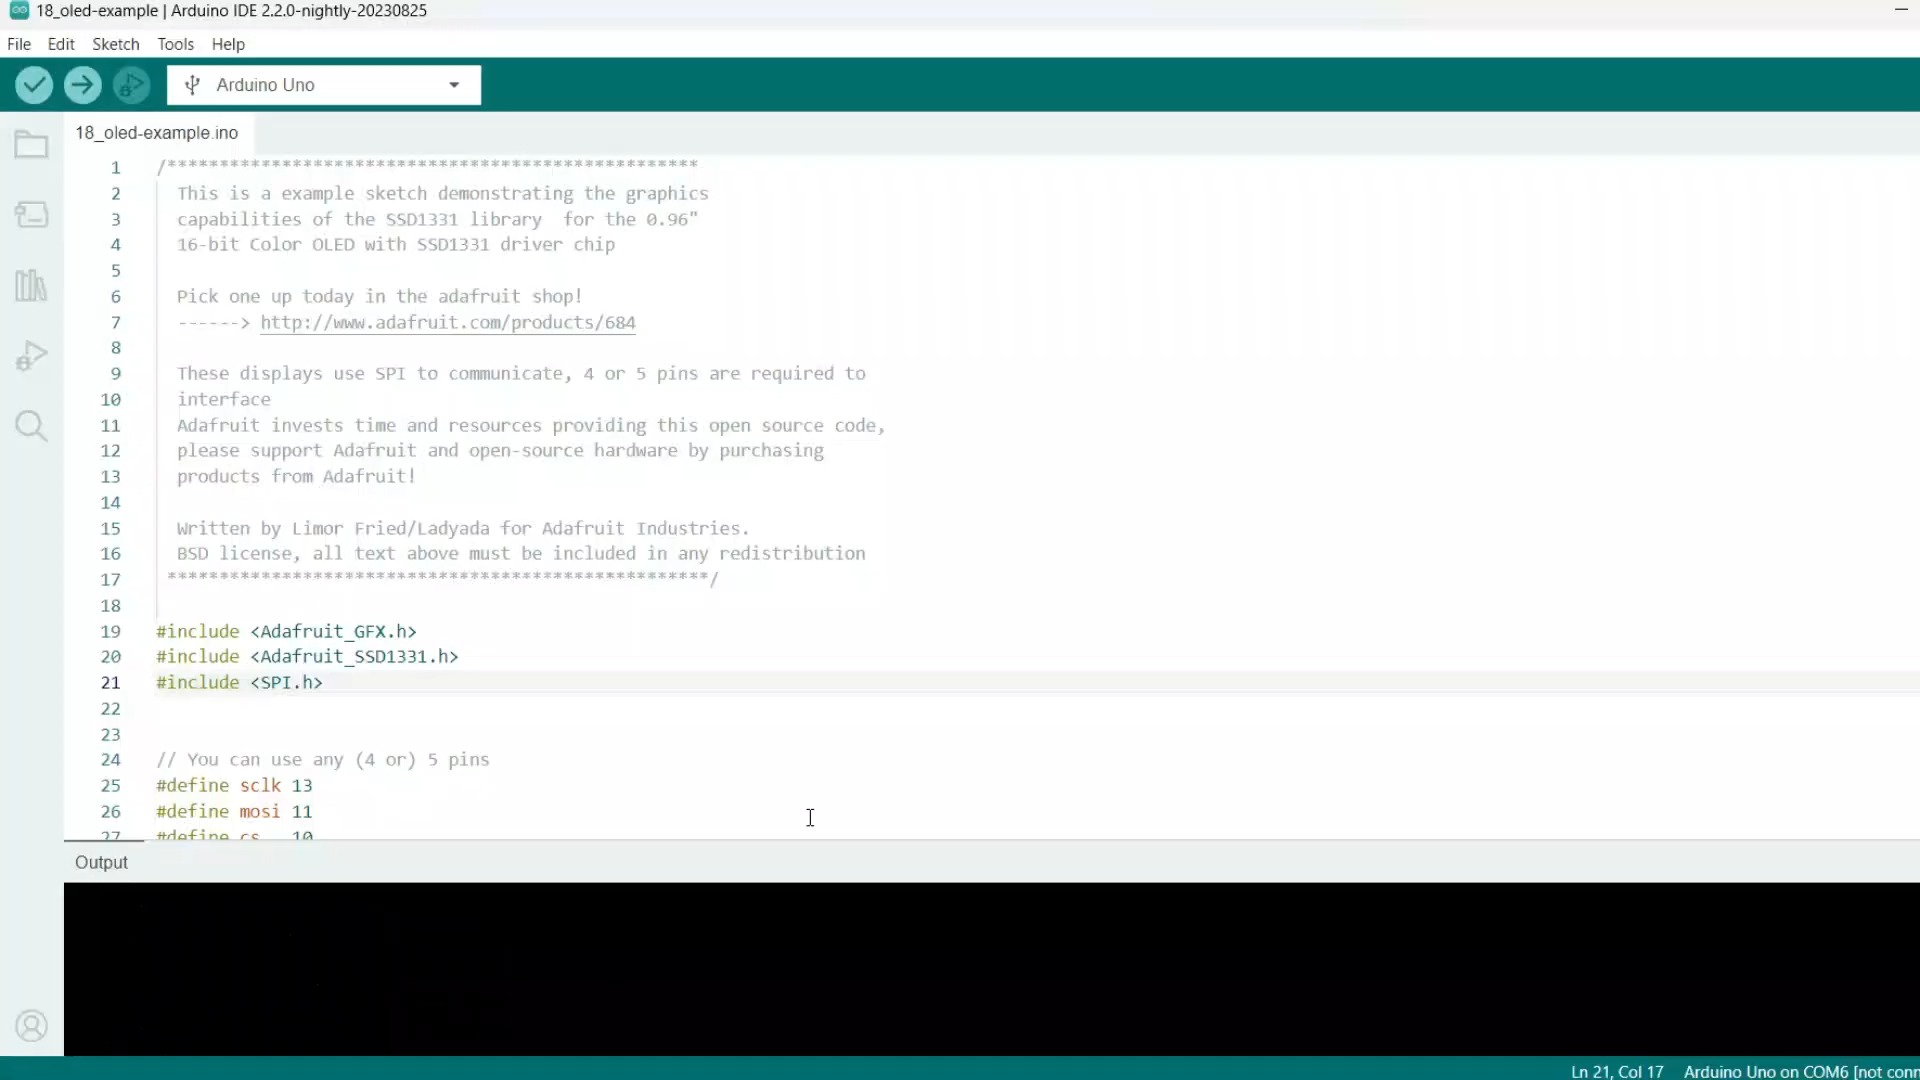 18_oled-example | Arduino IDE 2.2.0-nightly-20230825
File Edit Sketch Tools Help
Arduino Uno
18_oled-example.ino
1 /***************************************************
2 This is a example sketch demonstrating the graphics
3 capabilities of the SSD1331 library  for the 0.96"
4 16-bit Color OLED with SSD1331 driver chip
5
6 Pick one up today in the adafruit shop!
7 ------> http://www.adafruit.com/products/684
8
9 These displays use SPI to communicate, 4 or 5 pins are required to
10 interface
11 Adafruit invests time and resources providing this open source code,
12 please support Adafruit and open-source hardware by purchasing
13 products from Adafruit!
14
15 Written by Limor Fried/Ladyada for Adafruit Industries.
16 BSD license, all text above must be included in any redistribution
17 ****************************************************/
18
19 #include <Adafruit_GFX.h>
20 #include <Adafruit_SSD1331.h>
21 #include <SPI.h>
22
23
24 // You can use any (4 or) 5 pins
25 #define sclk 13
26 #define mosi 11
27 #define cs   10
Output
Ln 21, Col 17 Arduino Uno on COM6 [not conn